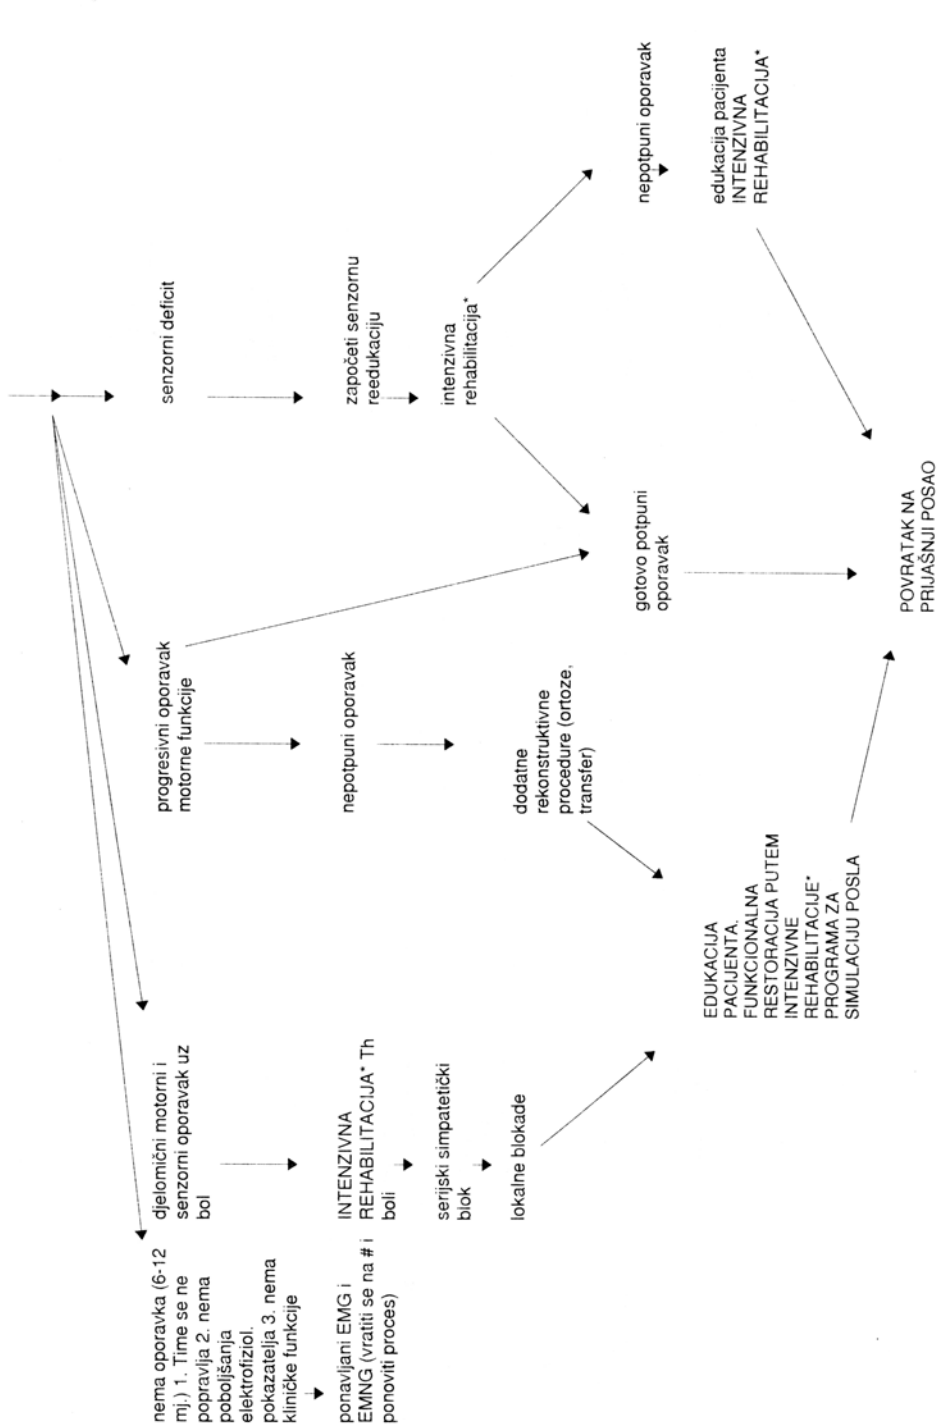 nema oporavka (6-12
mj.) 1. Time se ne
popravlja 2. nema
poboljšanja
elektrofiziol.
pokazatelja 3. nema
kliničke funkcije
ponavljani EMG i
EMNG (vratiti se na # i
ponoviti proces)
djelomični motorni i
senzorni oporavak uz
bol
INTENZIVNA
REHABILITACIJA* Th
boli
serijski simpatetički
blok
lokalne blokade
progresivni oporavak
motorne funkcije
nepotpuni oporavak
dodatne
rekonstruktivne
procedure (ortoze,
transfer)
EDUKACIJA
PACIJENTA.
FUNKCIONALNA
RESTORACIJA PUTEM
INTENZIVNE
REHABILITACIJE*
PROGRAMA ZA
SIMULACIJU POSLA
senzorni deficit
započeti senzornu
reedukaciju
intenzivna
rehabilitacija*
gotovo potpuni
oporavak
nepotpuni oporavak
edukacija pacijenta
INTENZIVNA
REHABILITACIJA*
POVRATAK NA
PRIJAŠNJI POSAO